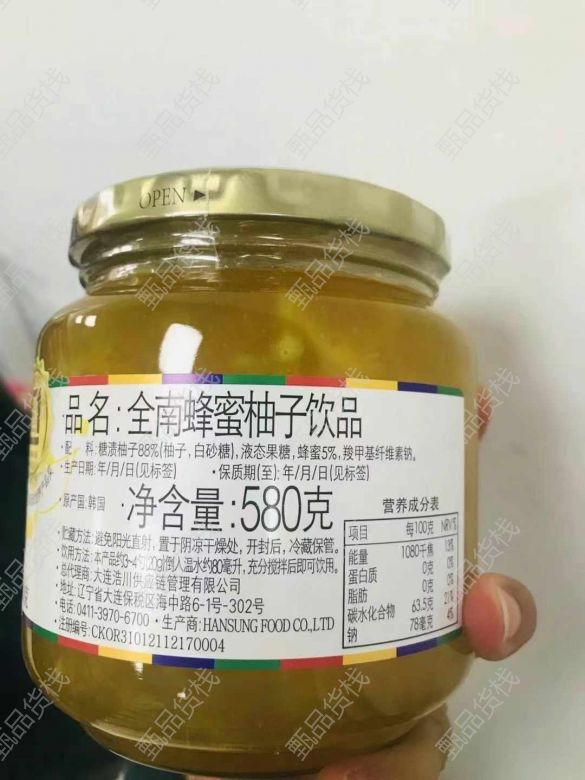 OPEN ▶
品名:全南蜂蜜柚子饮品
·配 料:糖渍柚子88%(柚子,白砂糖),液态果糖,蜂蜜5%,羧甲基纤维素钠。
·生产日期:年/月/日(见标签) ·保质期(至):年/月/日(见标签)
·原产国:韩国 ·净含量:580克
·贮藏方法:避免阳光直射,置于阴凉干燥处,开封后,冷藏保管。
·饮用方法:本产品约3-4勺(20g)倒入温水约80毫升,充分搅拌后即可饮用。
·总代理商:大连浩川供应链管理有限公司
·地址:辽宁省大连保税区海中路6-1号-302号
·电话:0411-3970-6700 ·生产商:HANSUNG FOOD CO.,LTD
·注册编号:CKOR31012112170004
营养成分表
项目 每100克 NRV%
能量 1080千焦 13%
蛋白质 0克 0%
脂肪 0克 0%
碳水化合物 63.5克 21%
钠 78毫克 4%
甄品货栈